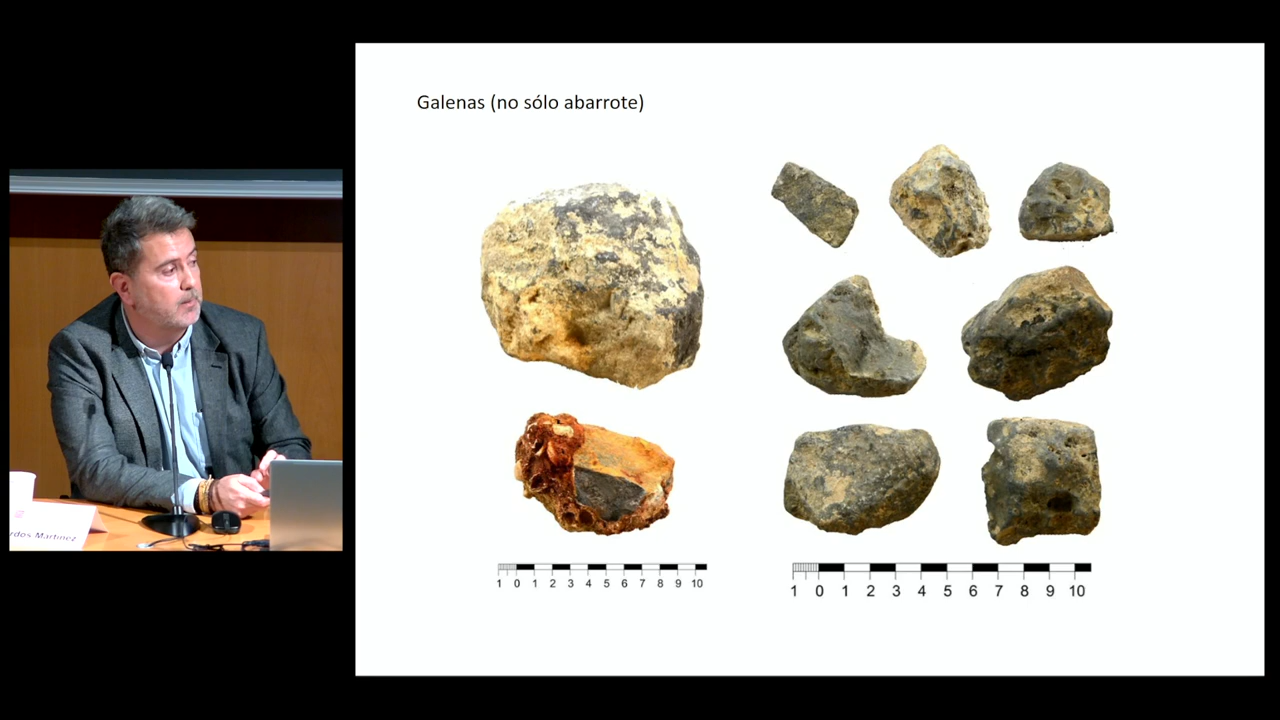 Galenas (no sólo abarrote)
1 0 1 2 3 4 5 6 7 8 9 10
1 0 1 2 3 4 5 6 7 8 9 10
Martínez